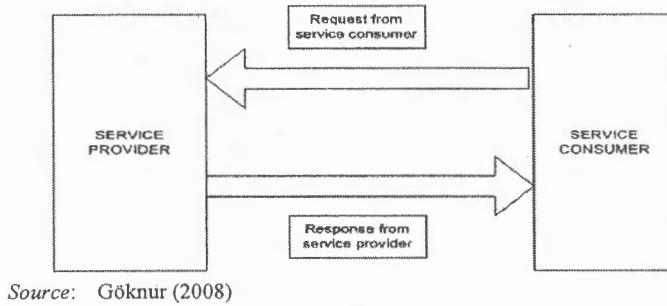 Request from
service consumer
SERVICE
PROVIDER
SERVICE
CONSUMER
Response from
service provider
Source: Göknur (2008)